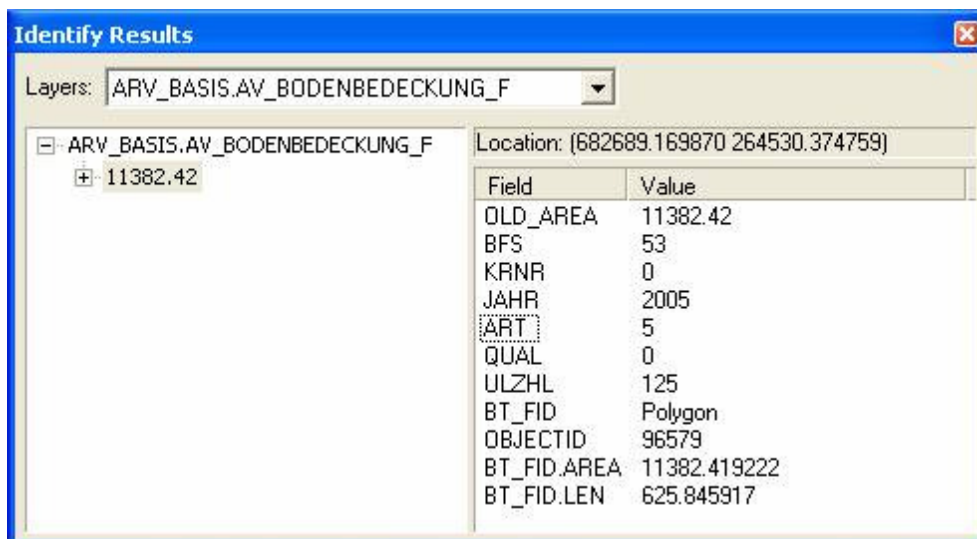 Identify Results
Layers: ARV_BASIS.AV_BODENBEDECKUNG_F
ARV_BASIS.AV_BODENBEDECKUNG_F
11382.42
Location: (682689.169870 264530.374759)
Field Value
OLD_AREA 11382.42
BFS 53
KRNR 0
JAHR 2005
ART 5
QUAL 0
ULZHL 125
BT_FID Polygon
OBJECTID 96579
BT_FID.AREA 11382.419222
BT_FID.LEN 625.845917